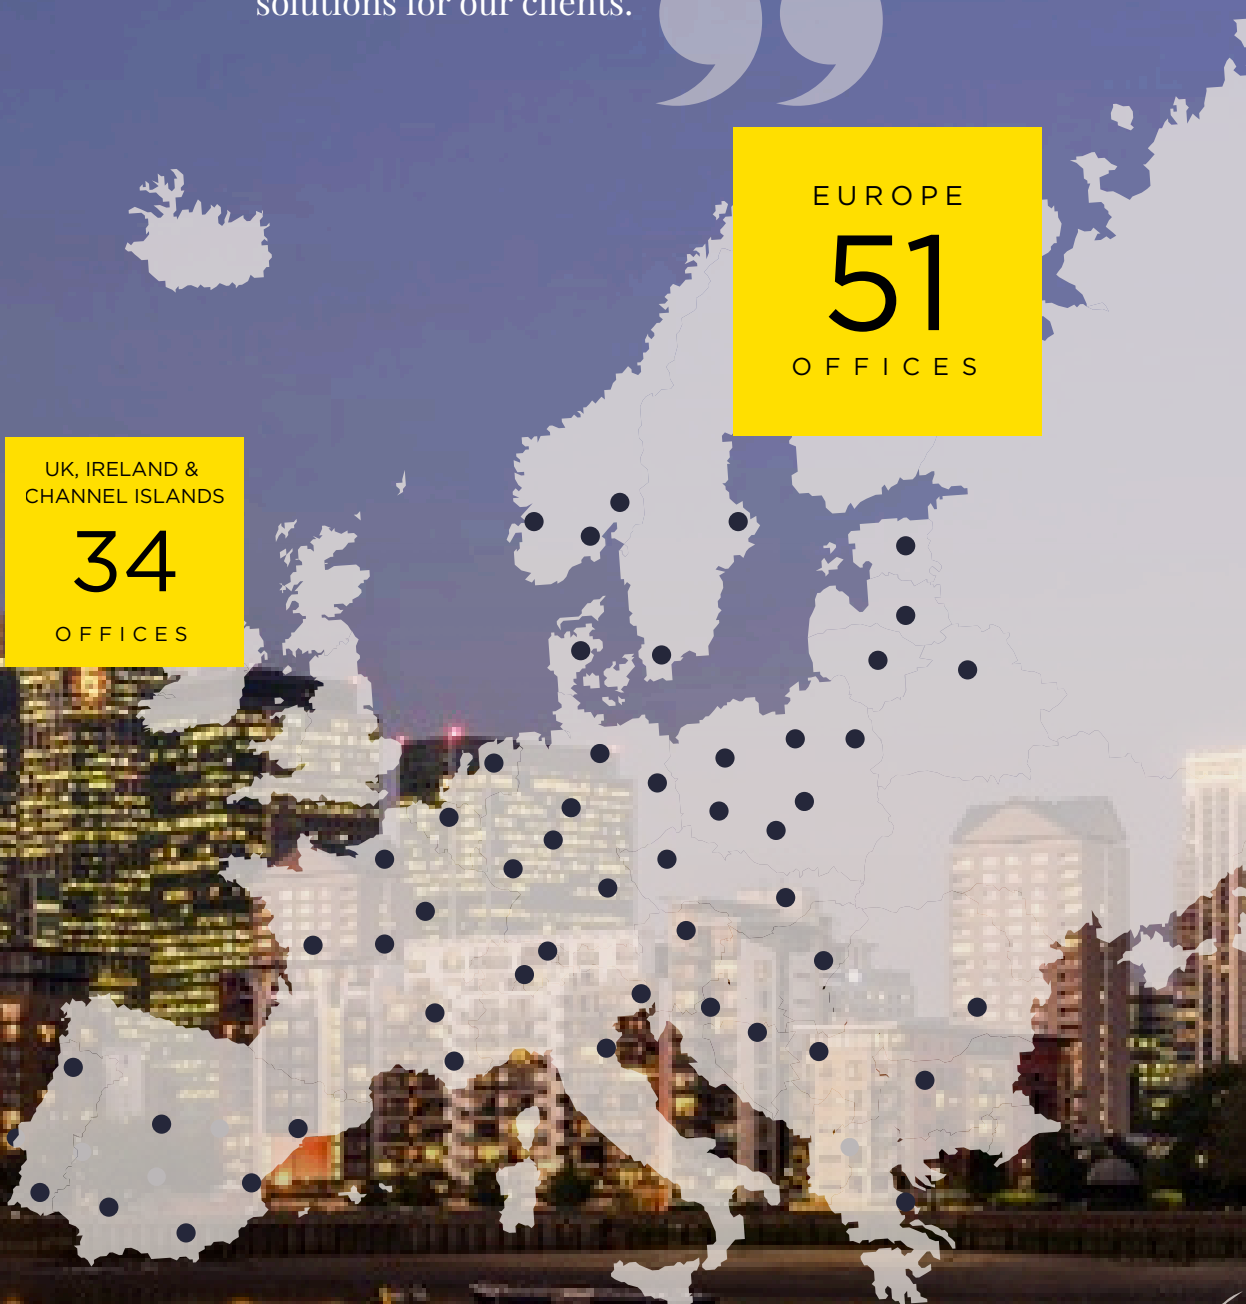 solutions for our clients.
”
EUROPE
51
OFFICES
UK, IRELAND &
CHANNEL ISLANDS
34
OFFICES